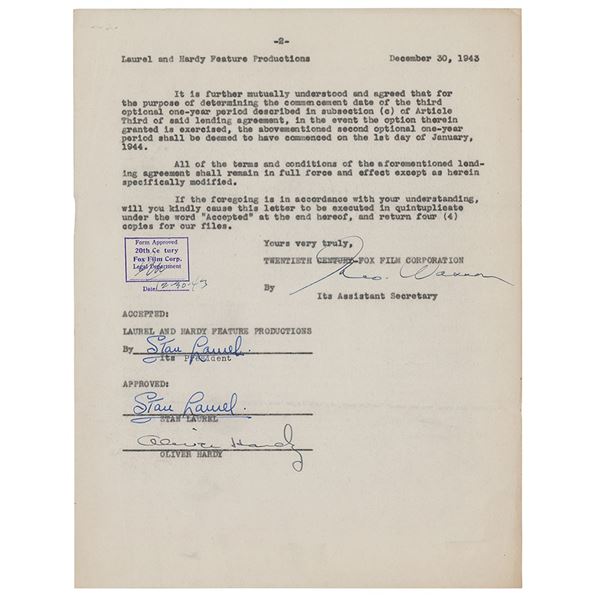 -2-
Laurel and Hardy Feature Productions December 30, 1943
It is further mutually understood and agreed that for
the purpose of determining the commencement date of the third
optional one-year period described in subsection (c) of Article
Third of said lending agreement, in the event the option therein
granted is exercised, the abovementioned second optional one-year
period shall be deemed to have commenced on the 1st day of January,
1944.
All of the terms and conditions of the aforementioned lend-
ing agreement shall remain in full force and effect except as herein
specifically modified.
If the foregoing is in accordance with your understanding,
will you kindly cause this letter to be executed in quintuplicate
under the word "Accepted" at the end hereof, and return four (4)
copies for our files.
Yours very truly,
TWENTIETH CENTURY-FOX FILM CORPORATION
By
Its Assistant Secretary
Form Approved
20th Century
Fox Film Corp.
Legal Department
Date 12-30-43
ACCEPTED:
LAUREL AND HARDY FEATURE PRODUCTIONS
By Stan Laurel.
Its President
APPROVED:
Stan Laurel.
STAN LAUREL
Oliver Hardy
OLIVER HARDY